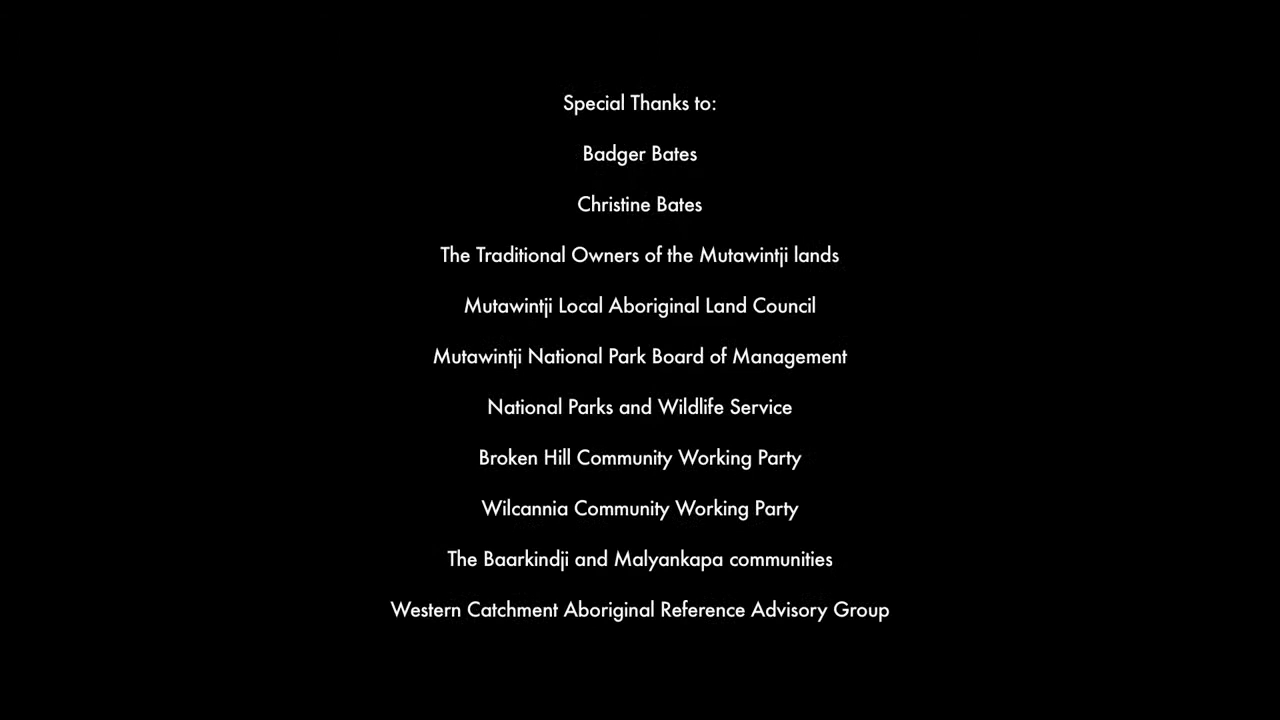 Special Thanks to:
Badger Bates
Christine Bates
The Traditional Owners of the Mutawintji lands
Mutawintji Local Aboriginal Land Council
Mutawintji National Park Board of Management
National Parks and Wildlife Service
Broken Hill Community Working Party
Wilcannia Community Working Party
The Baarkindji and Malyankapa communities
Western Catchment Aboriginal Reference Advisory Group